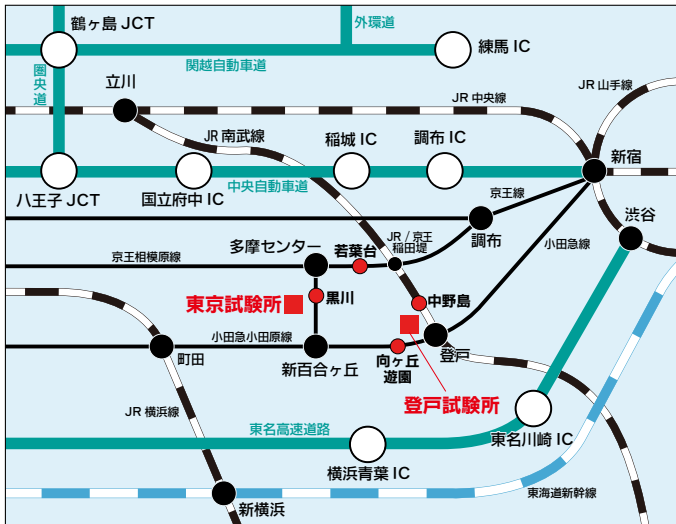 鶴ヶ島 JCT
外環道
練馬 IC
関越自動車道
圏央道
立川
JR 中央線
JR 山手線
JR 南武線
稲城 IC
調布 IC
新宿
八王子 JCT
国立府中 IC
中央自動車道
京王線
渋谷
多摩センター
若葉台
JR / 京王
稲田堤
調布
小田急線
京王相模原線
東京試験所
黒川
中野島
小田急小田原線
町田
新百合ヶ丘
向ヶ丘
遊園
登戸
登戸試験所
JR 横浜線
東名高速道路
東名川崎 IC
横浜青葉 IC
新横浜
東海道新幹線